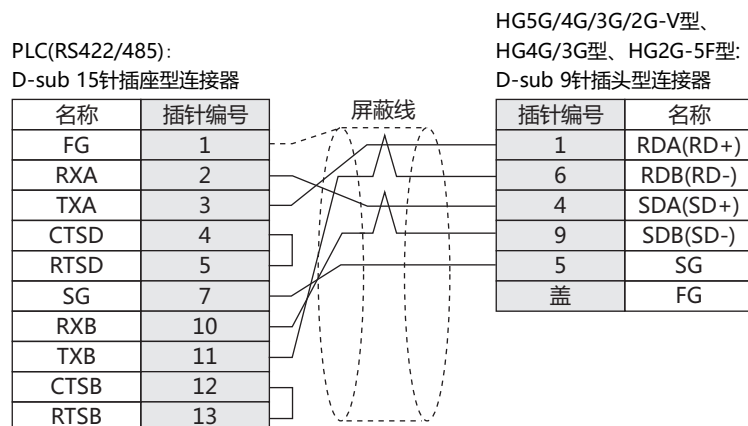 HG5G/4G/3G/2G-V型、
PLC(RS422/485): HG4G/3G型、HG2G-5F型:
D-sub 15针插座型连接器 D-sub 9针插头型连接器
名称 插针编号 屏蔽线 插针编号 名称
FG 1 1 RDA(RD+)
RXA 2 6 RDB(RD-)
TXA 3 4 SDA(SD+)
CTSD 4 9 SDB(SD-)
RTSD 5 5 SG
SG 7 盖 FG
RXB 10
TXB 11
CTSB 12
RTSB 13